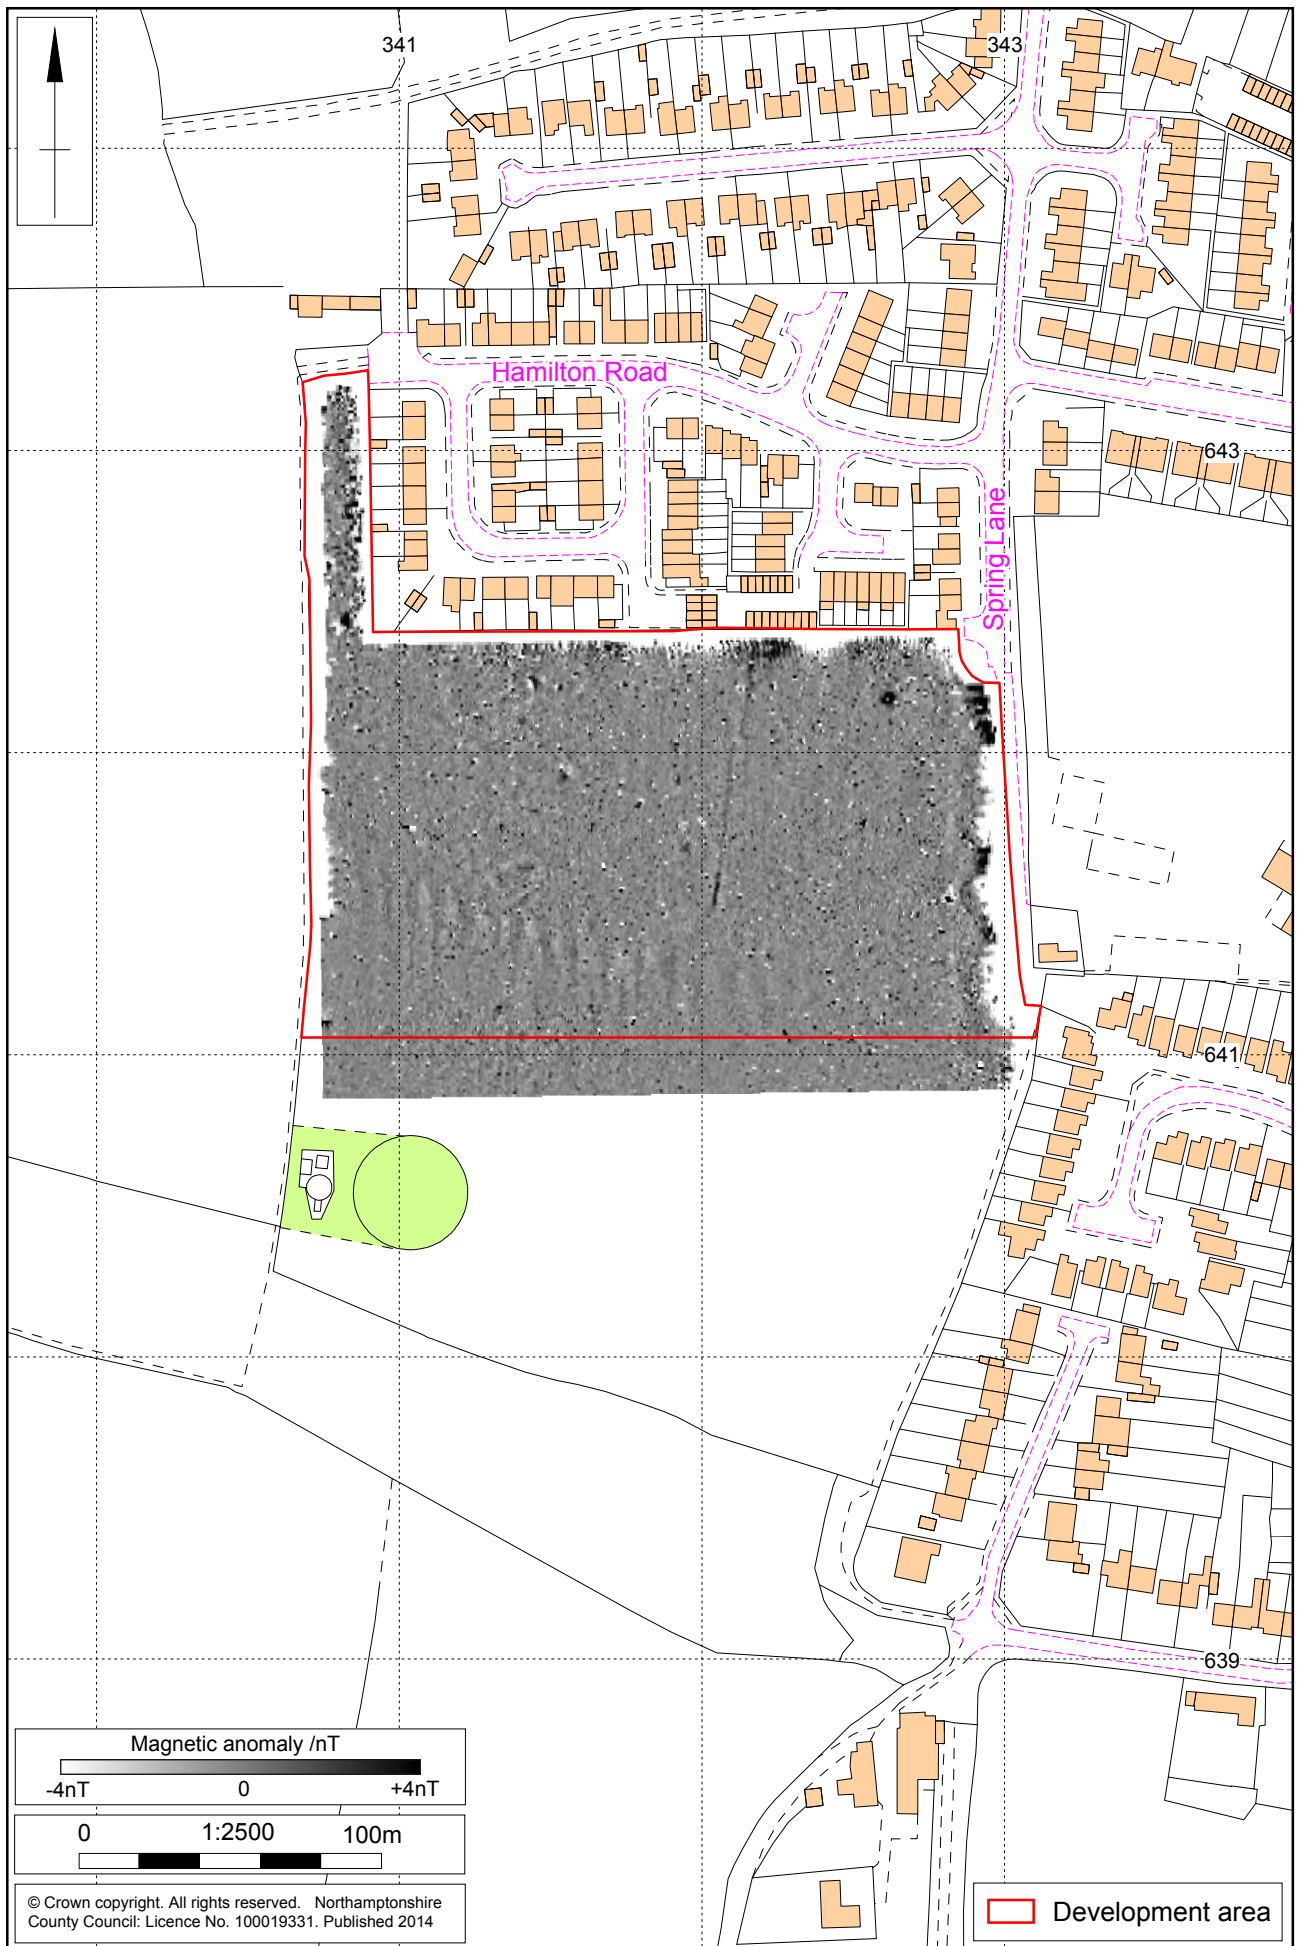 341
343
Hamilton Road
643
Spring Lane
641
639
Magnetic anomaly /nT
-4nT 0 +4nT
0 1:2500 100m
© Crown copyright. All rights reserved. Northamptonshire
County Council: Licence No. 100019331. Published 2014
Development area